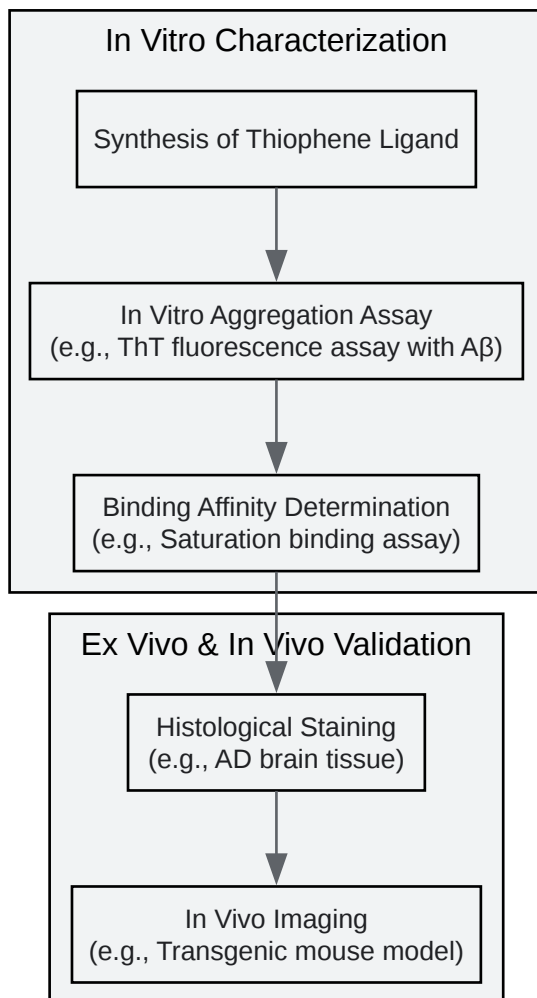 In Vitro Characterization
Synthesis of Thiophene Ligand
In Vitro Aggregation Assay
(e.g., ThT fluorescence assay with Aβ)
Binding Affinity Determination
(e.g., Saturation binding assay)
Ex Vivo & In Vivo Validation
Histological Staining
(e.g., AD brain tissue)
In Vivo Imaging
(e.g., Transgenic mouse model)